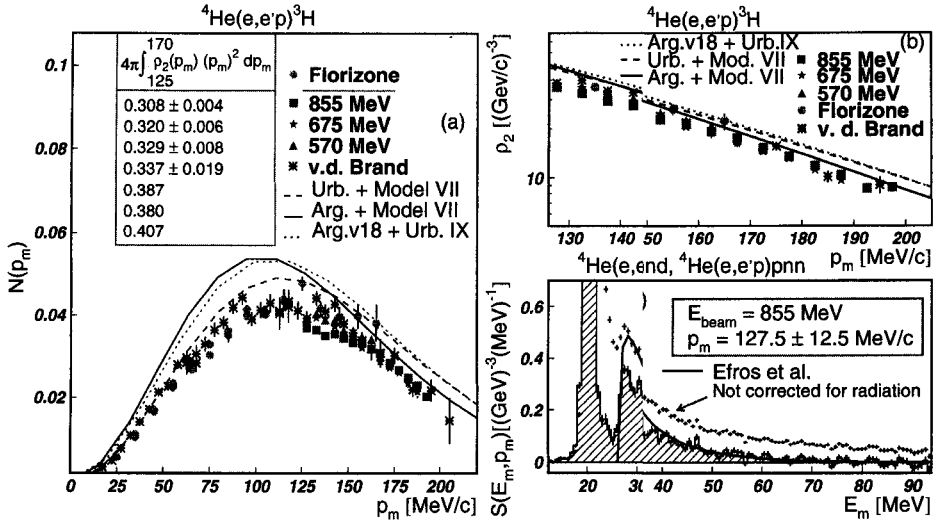 ⁴He(e,e'p)³H
N(pₘ)
0.1
0.08
0.06
0.04
0.02
0 25 50 75 100 125 150 175 200
pₘ [MeV/c]
170
4π∫ ρ₂(pₘ) (pₘ)² dpₘ
125
0.308 ± 0.004
0.320 ± 0.006
0.329 ± 0.008
0.337 ± 0.019
0.387
0.380
0.407
Florizone
855 MeV
675 MeV
570 MeV
v.d. Brand
Urb. + Model VII
Arg. + Model VII
Arg.v18 + Urb. IX
(a)
⁴He(e,e'p)³H
ρ₂ [(Gev/c)⁻³]
Arg.v18 + Urb.IX
Urb. + Mod. VII
Arg. + Mod. VII
(b)
855 MeV
675 MeV
570 MeV
Florizone
v. d. Brand
10
130 140 150 160 170 180 190 200
pₘ [MeV/c]
⁴He(e,end, ⁴He(e,e'p)pnn
S(Eₘ,pₘ)[(GeV)⁻³(MeV)⁻¹]
)
E_beam = 855 MeV
pₘ = 127.5 ± 12.5 MeV/c
Efros et al.
Not corrected for radiation
0.6
0.4
0.2
0
20 30 40 50 60 70 80 90
Eₘ [MeV]